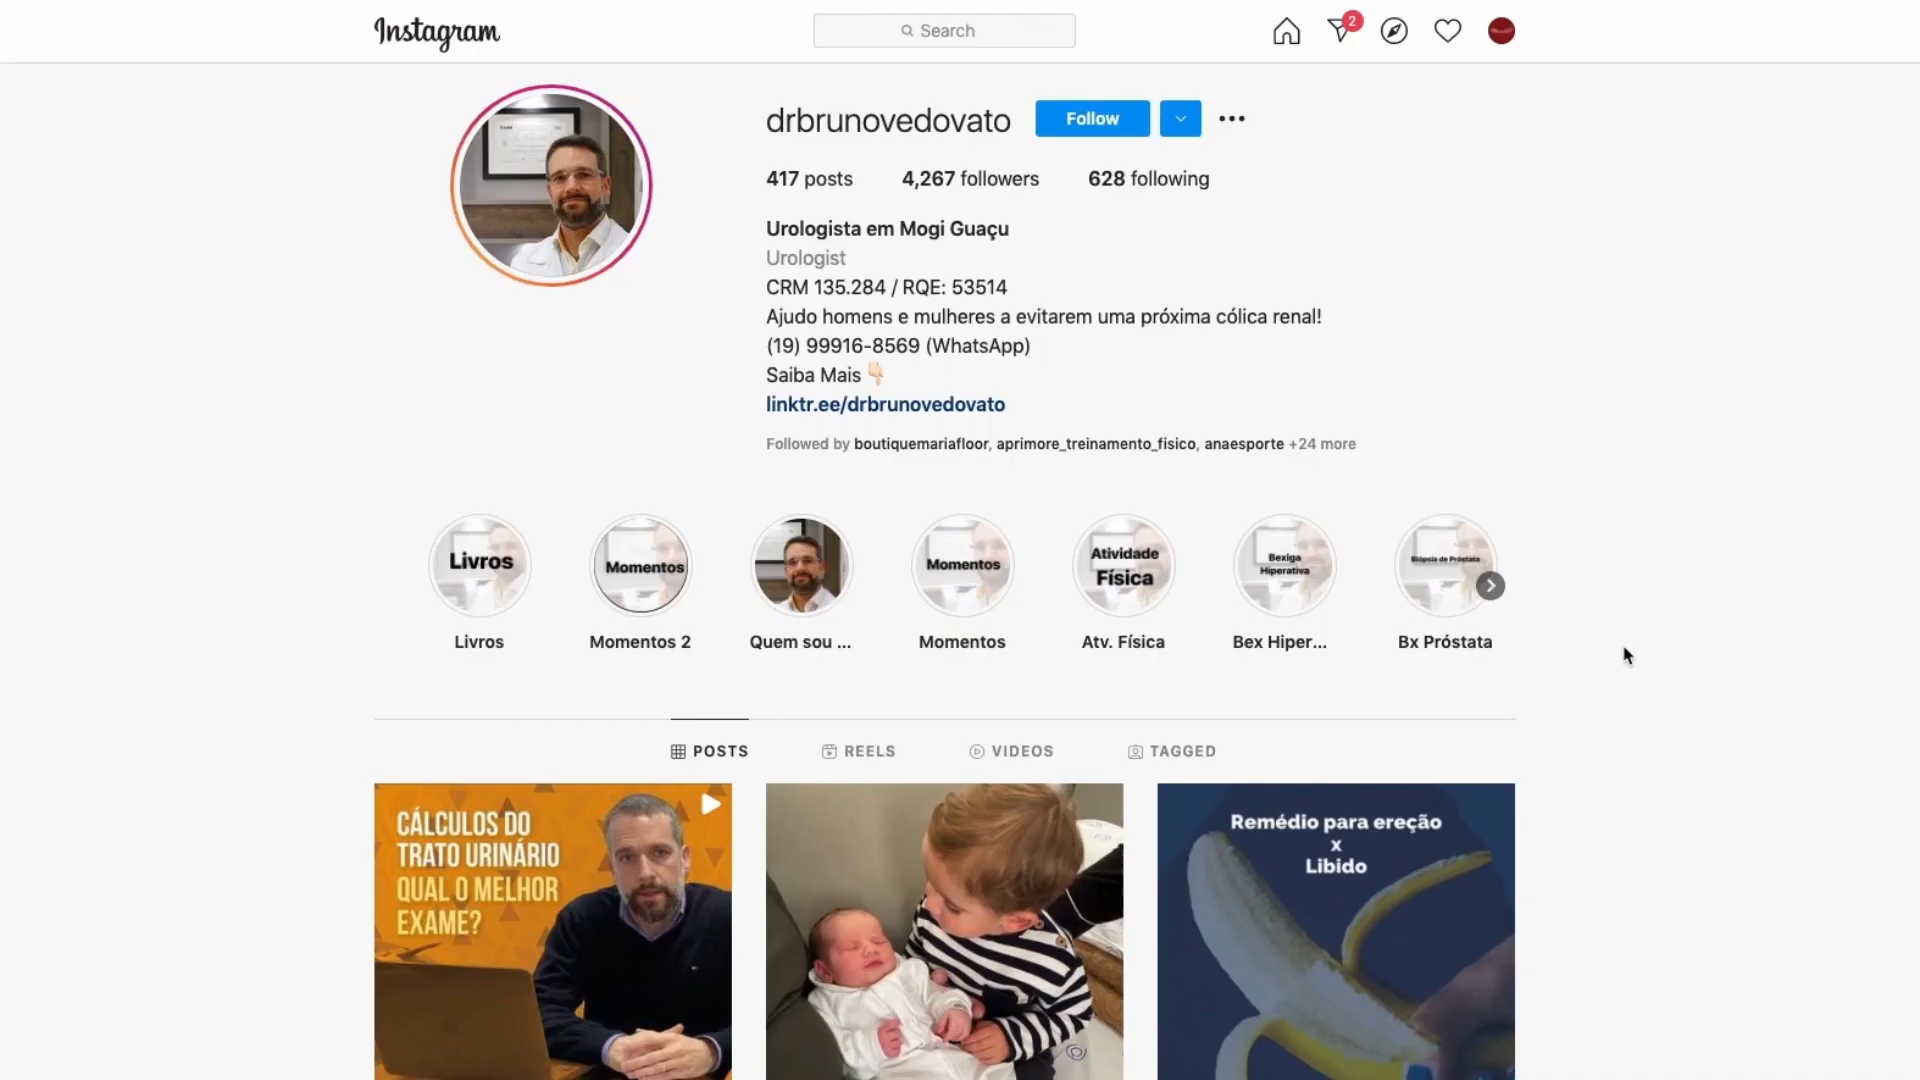 Instagram
Search
2
drbrunovedovato
Follow
417 posts
4,267 followers
628 following
Urologista em Mogi Guaçu
Urologist
CRM 135.284 / RQE: 53514
Ajudo homens e mulheres a evitarem uma próxima cólica renal!
(19) 99916-8569 (WhatsApp)
Saiba Mais 👇🏻
linktr.ee/drbrunovedovato
Followed by boutiquemariafloor, aprimore_treinamento_fisico, anaesporte +24 more
Livros
Momentos
Momentos
Atividade
Física
Bexiga
Hiperativa
Biópsia de Próstata
Livros
Momentos 2
Quem sou ...
Momentos
Atv. Física
Bex Hiper...
Bx Próstata
POSTS
REELS
VIDEOS
TAGGED
CÁLCULOS DO
TRATO URINÁRIO
QUAL O MELHOR
EXAME?
Remédio para ereção
x
Libido